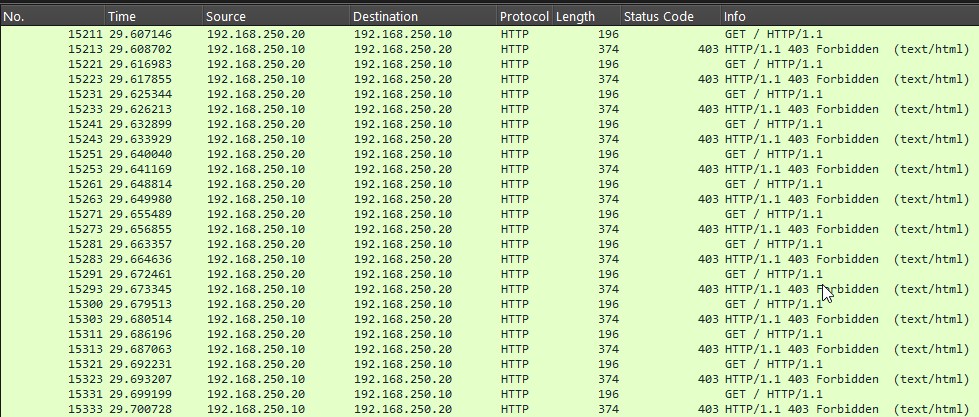 No. Time Source Destination Protocol Length Status Code Info
15211 29.607146 192.168.250.20 192.168.250.10 HTTP 196 GET / HTTP/1.1
15213 29.608702 192.168.250.10 192.168.250.20 HTTP 374 403 HTTP/1.1 403 Forbidden (text/html)
15221 29.616983 192.168.250.20 192.168.250.10 HTTP 196 GET / HTTP/1.1
15223 29.617855 192.168.250.10 192.168.250.20 HTTP 374 403 HTTP/1.1 403 Forbidden (text/html)
15231 29.625344 192.168.250.20 192.168.250.10 HTTP 196 GET / HTTP/1.1
15233 29.626213 192.168.250.10 192.168.250.20 HTTP 374 403 HTTP/1.1 403 Forbidden (text/html)
15241 29.632899 192.168.250.20 192.168.250.10 HTTP 196 GET / HTTP/1.1
15243 29.633929 192.168.250.10 192.168.250.20 HTTP 374 403 HTTP/1.1 403 Forbidden (text/html)
15251 29.640040 192.168.250.20 192.168.250.10 HTTP 196 GET / HTTP/1.1
15253 29.641169 192.168.250.10 192.168.250.20 HTTP 374 403 HTTP/1.1 403 Forbidden (text/html)
15261 29.648814 192.168.250.20 192.168.250.10 HTTP 196 GET / HTTP/1.1
15263 29.649980 192.168.250.10 192.168.250.20 HTTP 374 403 HTTP/1.1 403 Forbidden (text/html)
15271 29.655489 192.168.250.20 192.168.250.10 HTTP 196 GET / HTTP/1.1
15273 29.656855 192.168.250.10 192.168.250.20 HTTP 374 403 HTTP/1.1 403 Forbidden (text/html)
15281 29.663357 192.168.250.20 192.168.250.10 HTTP 196 GET / HTTP/1.1
15283 29.664636 192.168.250.10 192.168.250.20 HTTP 374 403 HTTP/1.1 403 Forbidden (text/html)
15291 29.672461 192.168.250.20 192.168.250.10 HTTP 196 GET / HTTP/1.1
15293 29.673345 192.168.250.10 192.168.250.20 HTTP 374 403 HTTP/1.1 403 Forbidden (text/html)
15300 29.679513 192.168.250.20 192.168.250.10 HTTP 196 GET / HTTP/1.1
15303 29.680514 192.168.250.10 192.168.250.20 HTTP 374 403 HTTP/1.1 403 Forbidden (text/html)
15311 29.686196 192.168.250.20 192.168.250.10 HTTP 196 GET / HTTP/1.1
15313 29.687063 192.168.250.10 192.168.250.20 HTTP 374 403 HTTP/1.1 403 Forbidden (text/html)
15321 29.692231 192.168.250.20 192.168.250.10 HTTP 196 GET / HTTP/1.1
15323 29.693207 192.168.250.10 192.168.250.20 HTTP 374 403 HTTP/1.1 403 Forbidden (text/html)
15331 29.699199 192.168.250.20 192.168.250.10 HTTP 196 GET / HTTP/1.1
15333 29.700728 192.168.250.10 192.168.250.20 HTTP 374 403 HTTP/1.1 403 Forbidden (text/html)